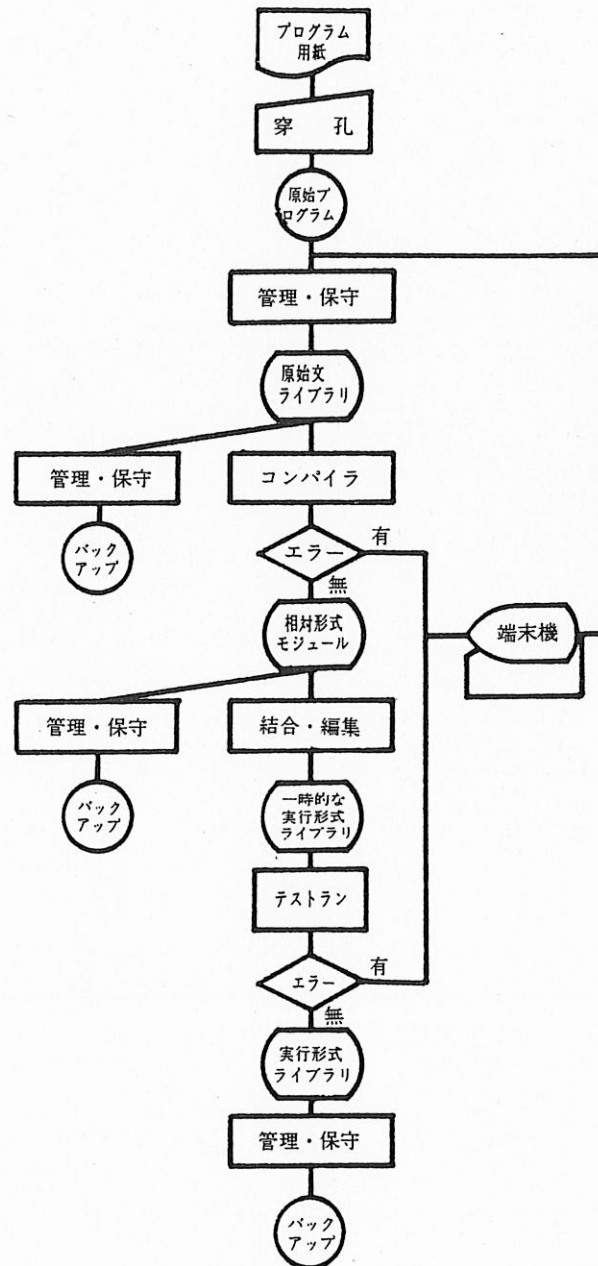 プログラム
用紙
穿　孔
原始プ
ログラム
管理・保守
原始文
ライブラリ
管理・保守
コンパイラ
バック
アップ
エラー
有
無
相対形式
モジュール
端末機
管理・保守
結合・編集
バック
アップ
一時的な
実行形式
ライブラリ
テストラン
エラー
有
無
実行形式
ライブラリ
管理・保守
バック
アップ